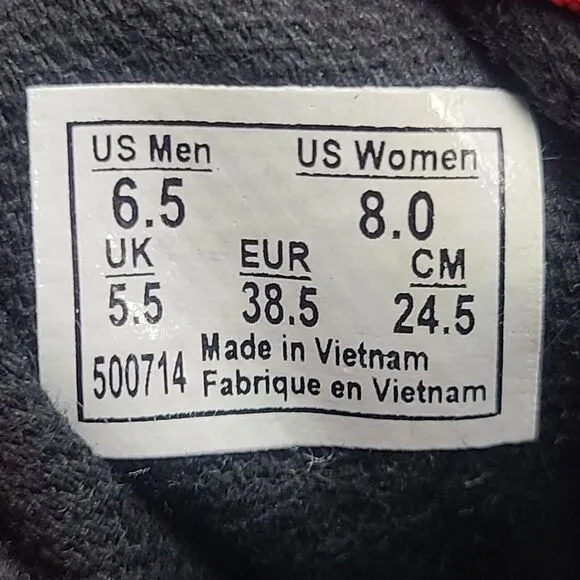 US Men US Women
6.5 8.0
UK EUR CM
5.5 38.5 24.5
500714 Made in Vietnam
Fabrique en Vietnam